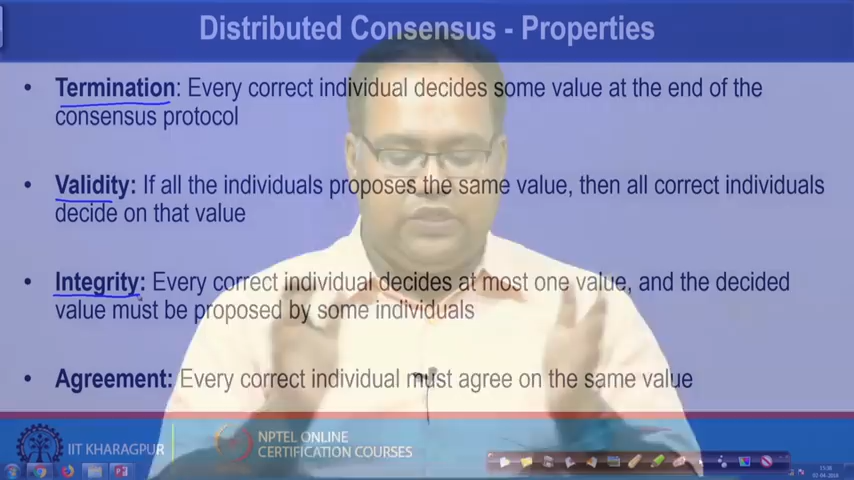 Distributed Consensus - Properties
• Termination: Every correct individual decides some value at the end of the
consensus protocol
• Validity: If all the individuals proposes the same value, then all correct individuals
decide on that value
• Integrity: Every correct individual decides at most one value, and the decided
value must be proposed by some individuals
• Agreement: Every correct individual must agree on the same value
IIT KHARAGPUR
NPTEL ONLINE
CERTIFICATION COURSES